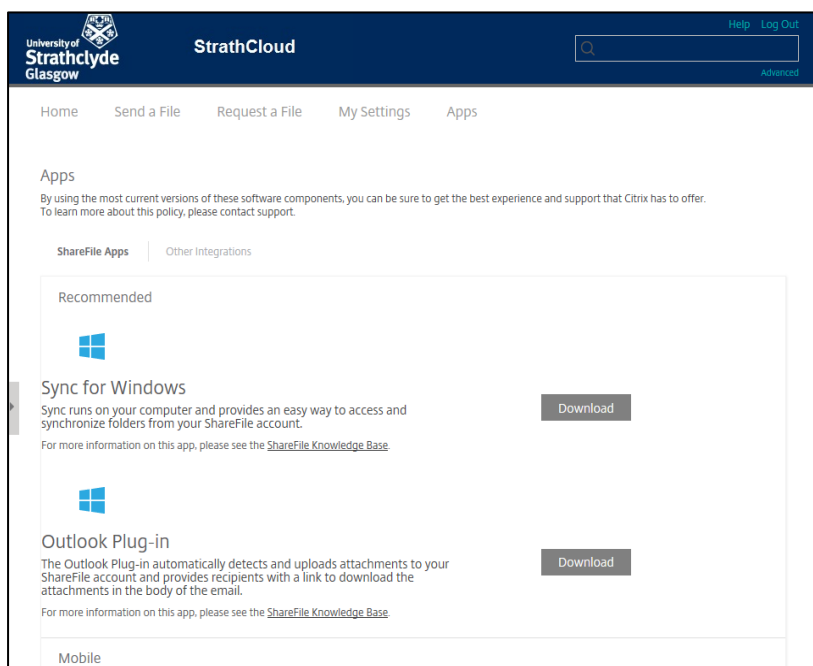 Help Log Out
University of
Strathclyde
Glasgow
StrathCloud
Advanced
Home Send a File Request a File My Settings Apps
Apps
By using the most current versions of these software components, you can be sure to get the best experience and support that Citrix has to offer.
To learn more about this policy, please contact support.
ShareFile Apps Other Integrations
Recommended
Sync for Windows
Sync runs on your computer and provides an easy way to access and
synchronize folders from your ShareFile account.
Download
For more information on this app, please see the ShareFile Knowledge Base.
Outlook Plug-in
The Outlook Plug-in automatically detects and uploads attachments to your
ShareFile account and provides recipients with a link to download the
attachments in the body of the email.
Download
For more information on this app, please see the ShareFile Knowledge Base.
Mobile